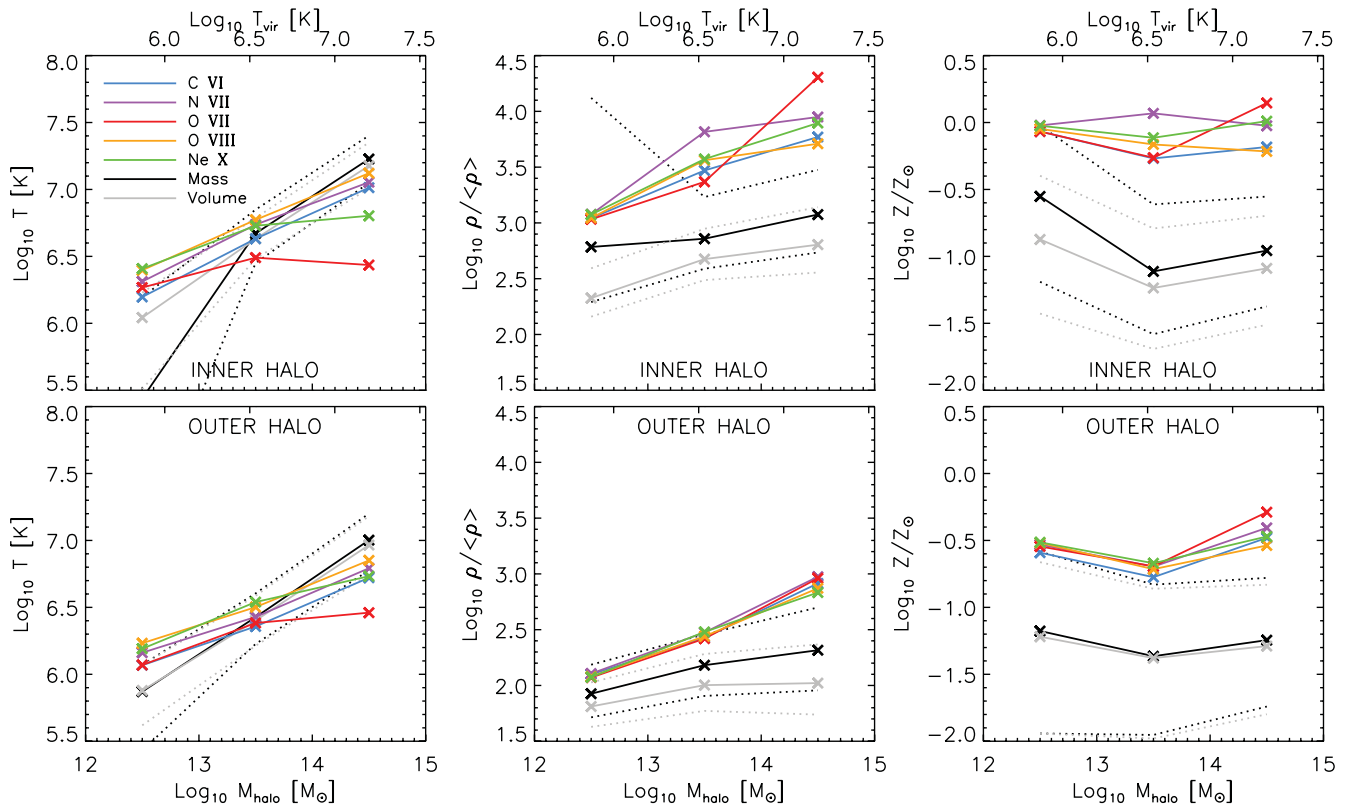 Log₁₀ T_vir [K] Log₁₀ T_vir [K] Log₁₀ T_vir [K]
6.0 6.5 7.0 7.5 6.0 6.5 7.0 7.5 6.0 6.5 7.0 7.5
8.0
7.5
7.0
6.5
6.0
5.5
Log₁₀ T [K]
C VI
N VII
O VII
O VIII
Ne X
Mass
Volume
INNER HALO
4.5
4.0
3.5
3.0
2.5
2.0
1.5
Log₁₀ ρ/<ρ>
INNER HALO
0.5
0.0
−0.5
−1.0
−1.5
−2.0
Log₁₀ Z/Z⊙
INNER HALO
8.0
7.5
7.0
6.5
6.0
5.5
Log₁₀ T [K]
OUTER HALO
4.5
4.0
3.5
3.0
2.5
2.0
1.5
Log₁₀ ρ/<ρ>
OUTER HALO
0.5
0.0
−0.5
−1.0
−1.5
−2.0
Log₁₀ Z/Z⊙
OUTER HALO
12 13 14 15 12 13 14 15 12 13 14 15
Log₁₀ M_halo [M⊙] Log₁₀ M_halo [M⊙] Log₁₀ M_halo [M⊙]